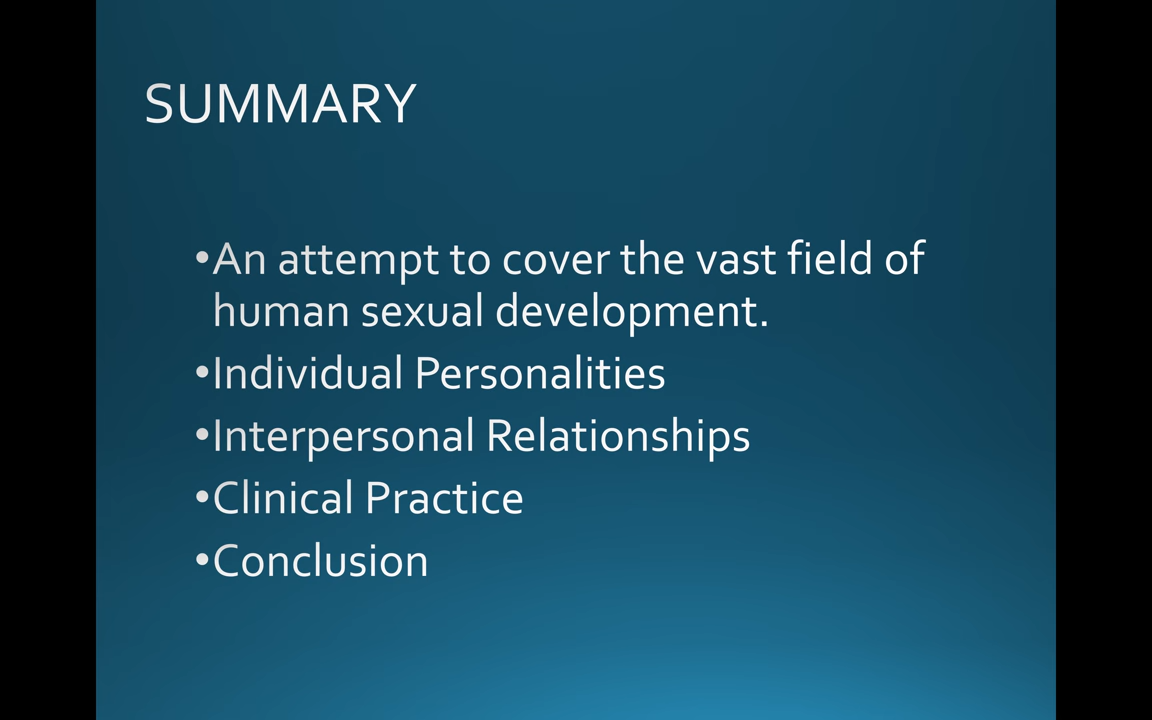 SUMMARY
•An attempt to cover the vast field of
human sexual development.
•Individual Personalities
•Interpersonal Relationships
•Clinical Practice
•Conclusion